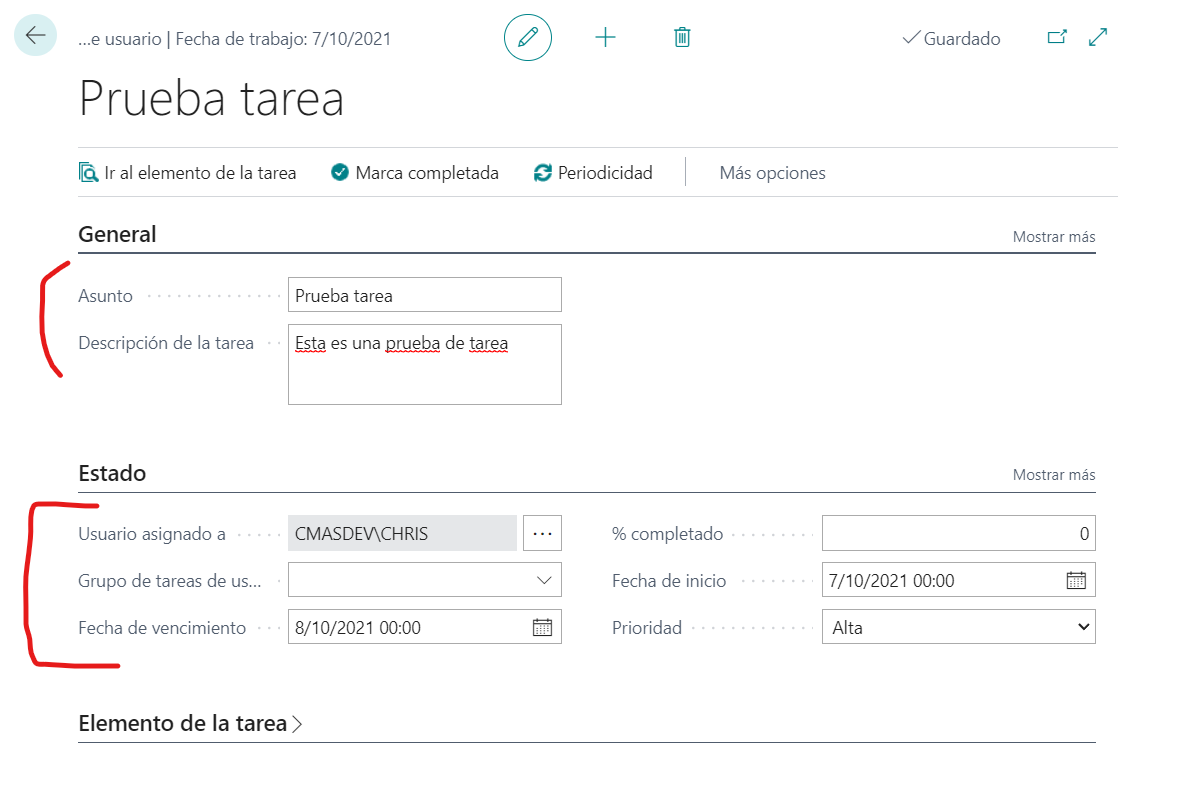 ...e usuario | Fecha de trabajo: 7/10/2021
Guardado
Prueba tarea
Ir al elemento de la tarea Marca completada Periodicidad Más opciones
General Mostrar más
Asunto Prueba tarea
Descripción de la tarea Esta es una prueba de tarea
Estado Mostrar más
Usuario asignado a CMASDEV\CHRIS ... % completado 0
Grupo de tareas de us... Fecha de inicio 7/10/2021 00:00
Fecha de vencimiento 8/10/2021 00:00 Prioridad Alta
Elemento de la tarea